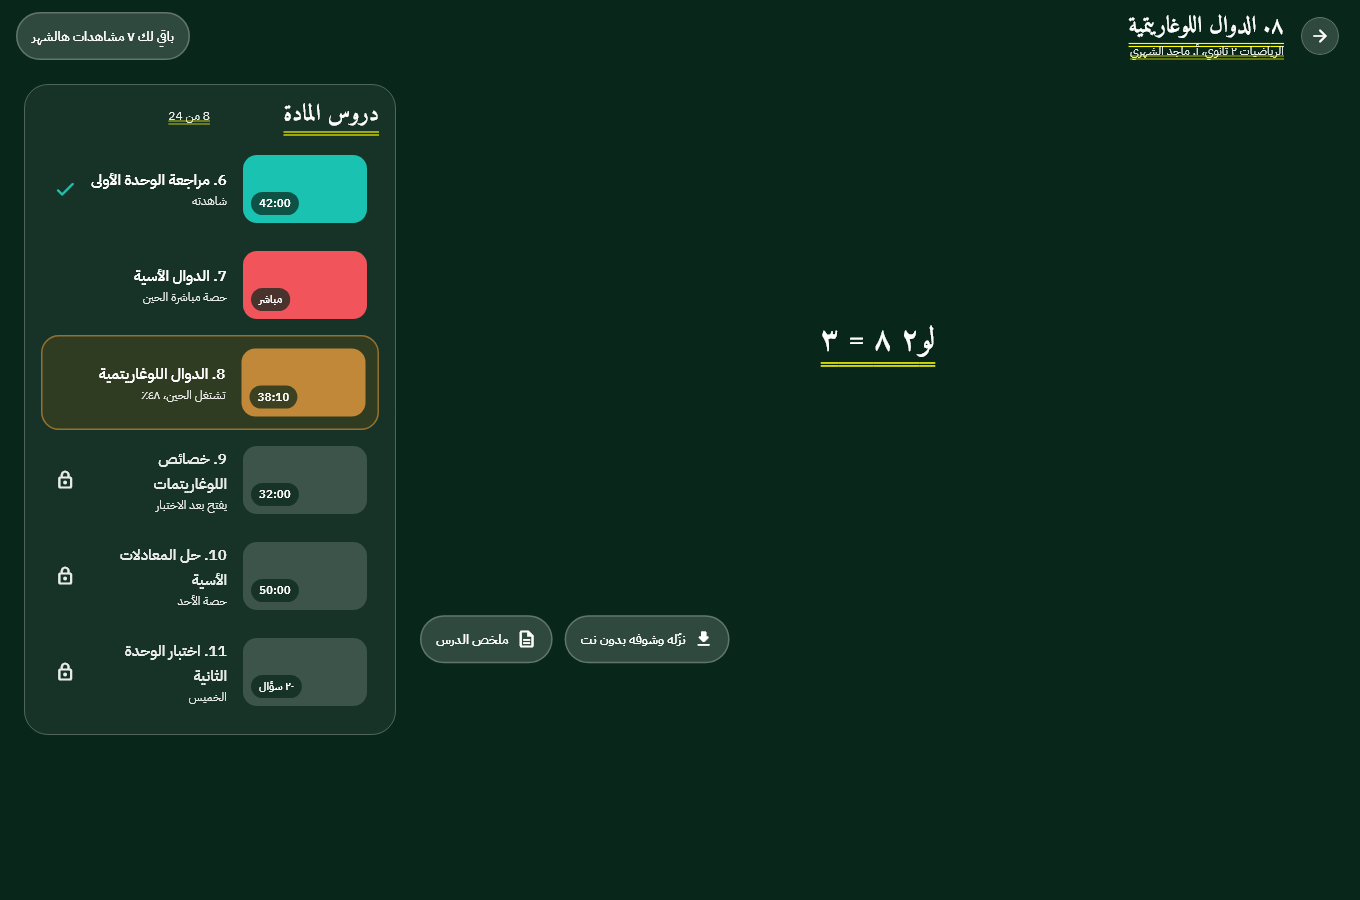 ٠٨ الدوال اللوغاريتمية
الرياضيات ٢ ثانوي، أ. ماجد الشهري
باقي لك ٧ مشاهدات هالشهر
دروس المادة
8 من 24
6. مراجعة الوحدة الأولى
شاهدته
42:00
7. الدوال الأسية
حصة مباشرة الحين
مباشر
8. الدوال اللوغاريتمية
تشتغل الحين، ٤٨٪
38:10
9. خصائص
اللوغاريتمات
يفتح بعد الاختبار
32:00
10. حل المعادلات
الأسية
حصة الأحد
50:00
11. اختبار الوحدة
الثانية
الخميس
٢٠ سؤال
لو٢ ٨ = ٣
نزّله وشوفه بدون نت
ملخص الدرس